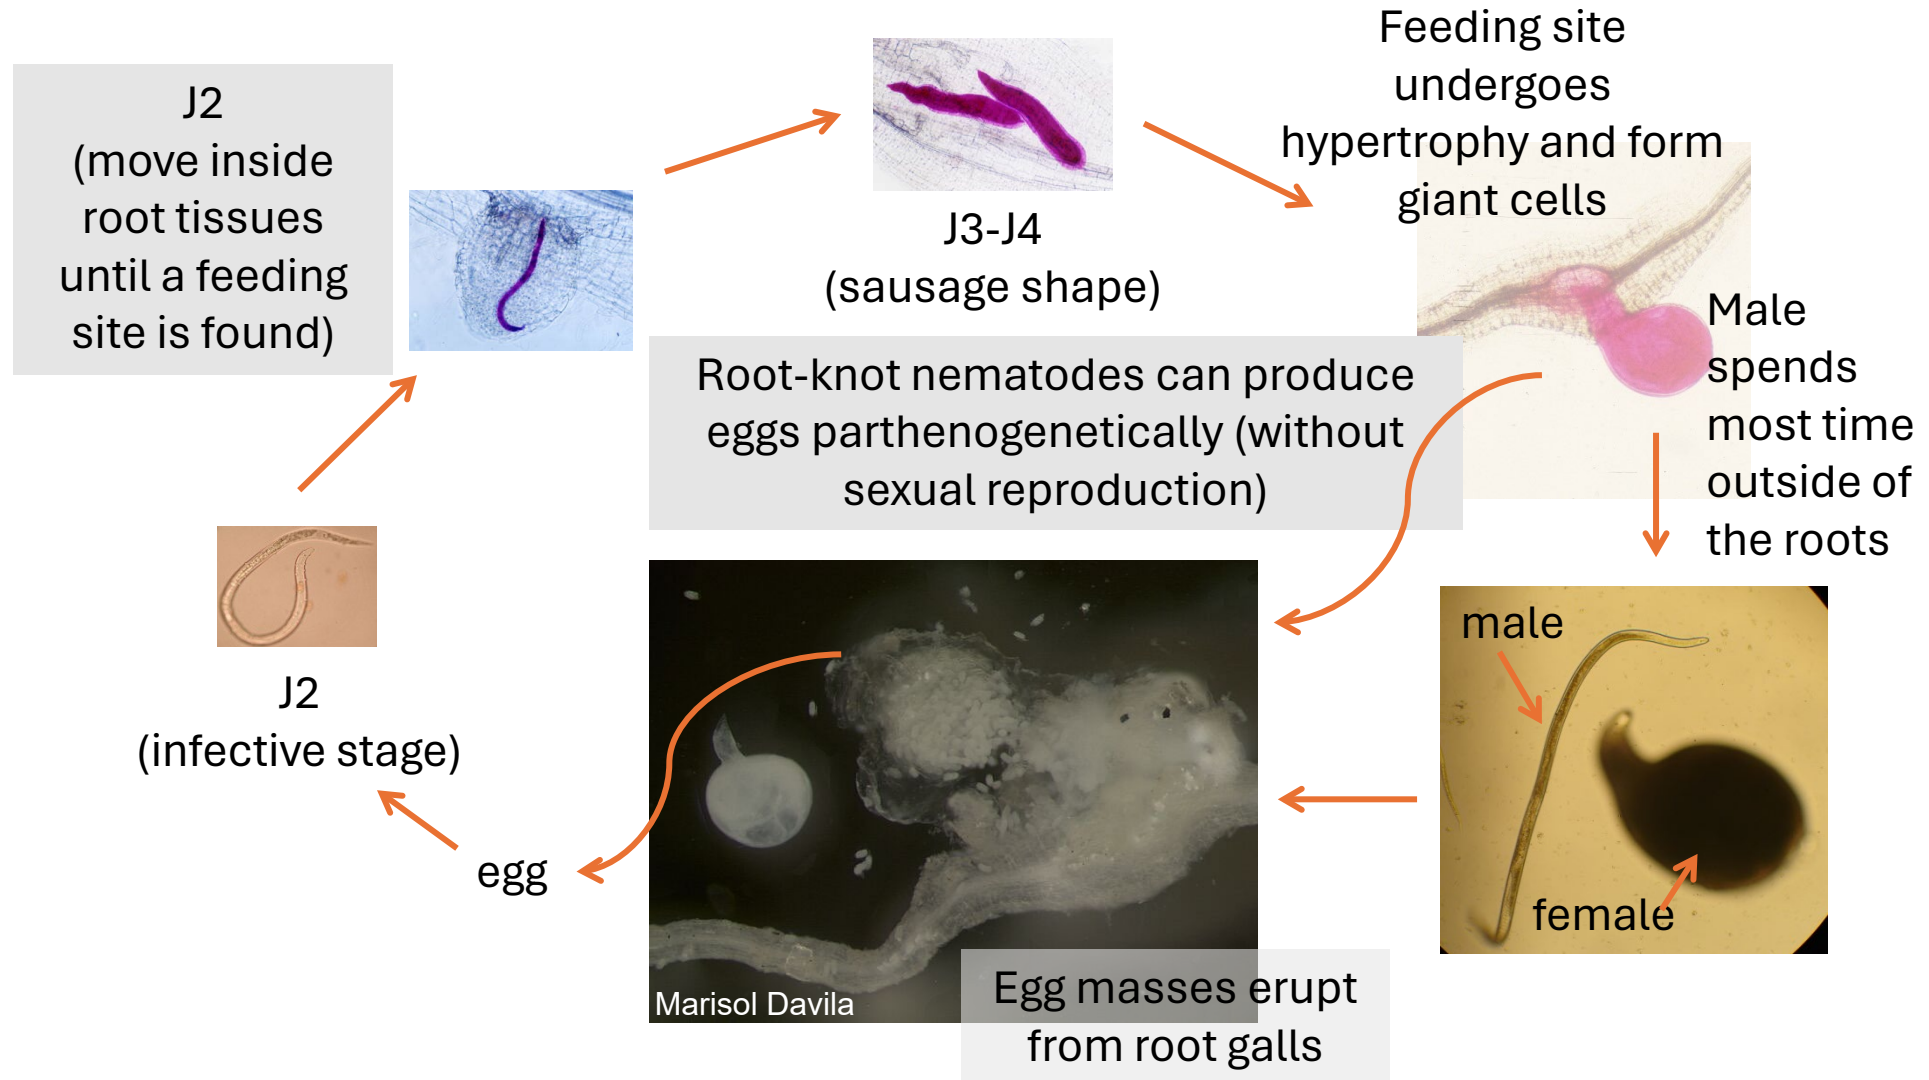 J2
(move inside
root tissues
until a feeding
site is found)
J3-J4
(sausage shape)
Feeding site
undergoes
hypertrophy and form
giant cells
Male
spends
most time
outside of
the roots
Root-knot nematodes can produce
eggs parthenogenetically (without
sexual reproduction)
male
female
J2
(infective stage)
egg
Marisol Davila
Egg masses erupt
from root galls